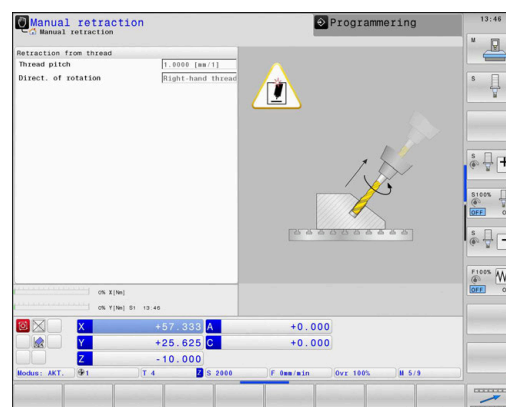 Manual retraction
Manual retraction
Programmering
13:46
Retraction from thread
Thread pitch 1.0000 [mm/1]
Direct. of rotation Right-hand thread
M
S
S
S100%
OFF
S
F100%
OFF
0% X[Nm]
0% Y[Nm] S1 13:46
X +57.333 A +0.000
Y +25.625 C +0.000
Z -10.000
Modus: AKT. 1 T 4 Z S 2000 F 0mm/min Ovr 100% M 5/9